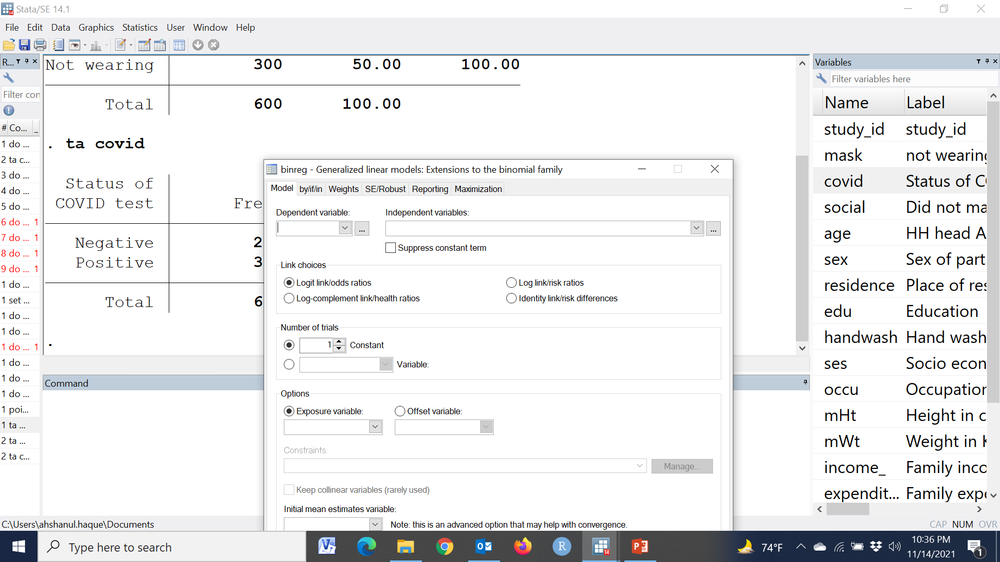 Stata/SE 14.1
File Edit Data Graphics Statistics User Window Help
R...
Filter cor
# Co... _
1 do ...
2 ta c...
3 do ...
4 do ...
5 do ...
6 do ... 1
7 do ... 1
8 do ... 1
9 do ... 1
1 do ...
1 set ...
1 do ...
1 do ...
1 do ... 1
1 do ...
1 do ...
1 do ...
1 poi...
1 ta ...
2 ta ...
2 ta c...
Not wearing 300 50.00 100.00
Total 600 100.00
. ta covid
Status of
COVID test Fre
Negative 2
Positive 3
Total 6
.
Command
binreg - Generalized linear models: Extensions to the binomial family
Model by/if/in Weights SE/Robust Reporting Maximization
Dependent variable: Independent variables:
... ...
Suppress constant term
Link choices
Logit link/odds ratios Log link/risk ratios
Log-complement link/health ratios Identity link/risk differences
Number of trials
1 Constant
Variable:
Options
Exposure variable: Offset variable:
Constraints:
Manage...
Keep collinear variables (rarely used)
Initial mean estimates variable:
Note: this is an advanced option that may help with convergence.
Variables
Filter variables here
Name Label
study_id study_id
mask not wearing
covid Status of C
social Did not ma
age HH head A
sex Sex of part
residence Place of res
edu Education
handwash Hand wash
ses Socio econ
occu Occupation
mHt Height in c
mWt Weight in K
income_ Family inco
expendit... Family expe
C:\Users\ahshanul.haque\Documents
CAP NUM OVR
Type here to search
R
14
74°F
10:36 PM
11/14/2021
1